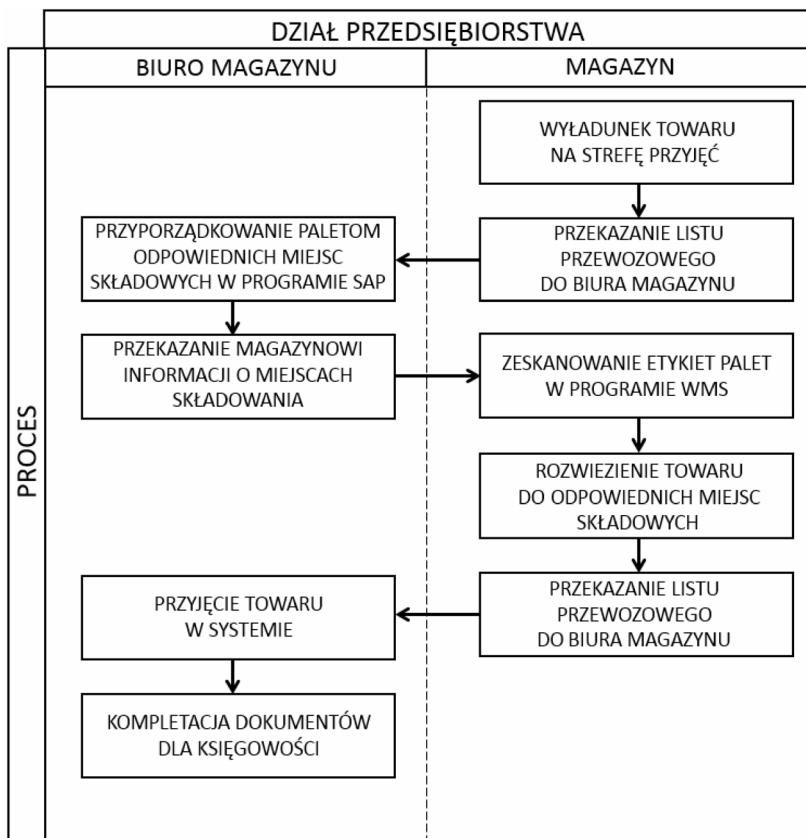 DZIAŁ PRZEDSIĘBIORSTWA
BIURO MAGAZYNU
MAGAZYN
PROCES
WYŁADUNEK TOWARU
NA STREFĘ PRZYJĘĆ
PRZEKAZANIE LISTU
PRZEWOZOWEGO
DO BIURA MAGAZYNU
PRZYPORZĄDKOWANIE PALETOM
ODPOWIEDNICH MIEJSC
SKŁADOWYCH W PROGRAMIE SAP
PRZEKAZANIE MAGAZYNOWI
INFORMACJI O MIEJSCACH
SKŁADOWANIA
ZESKANOWANIE ETYKIET PALET
W PROGRAMIE WMS
ROZWIEZIENIE TOWARU
DO ODPOWIEDNICH MIEJSC
SKŁADOWYCH
PRZEKAZANIE LISTU
PRZEWOZOWEGO
DO BIURA MAGAZYNU
PRZYJĘCIE TOWARU
W SYSTEMIE
KOMPLETACJA DOKUMENTÓW
DLA KSIĘGOWOŚCI